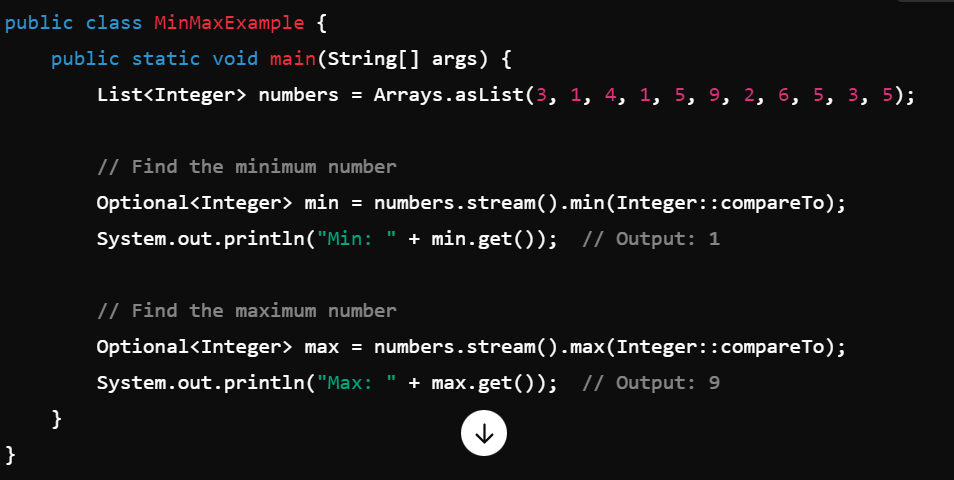 public class MinMaxExample {
    public static void main(String[] args) {
        List<Integer> numbers = Arrays.asList(3, 1, 4, 1, 5, 9, 2, 6, 5, 3, 5);
        // Find the minimum number
        Optional<Integer> min = numbers.stream().min(Integer::compareTo);
        System.out.println("Min: " + min.get());  // Output: 1
        // Find the maximum number
        Optional<Integer> max = numbers.stream().max(Integer::compareTo);
        System.out.println("Max: " + max.get());  // Output: 9
    }
}